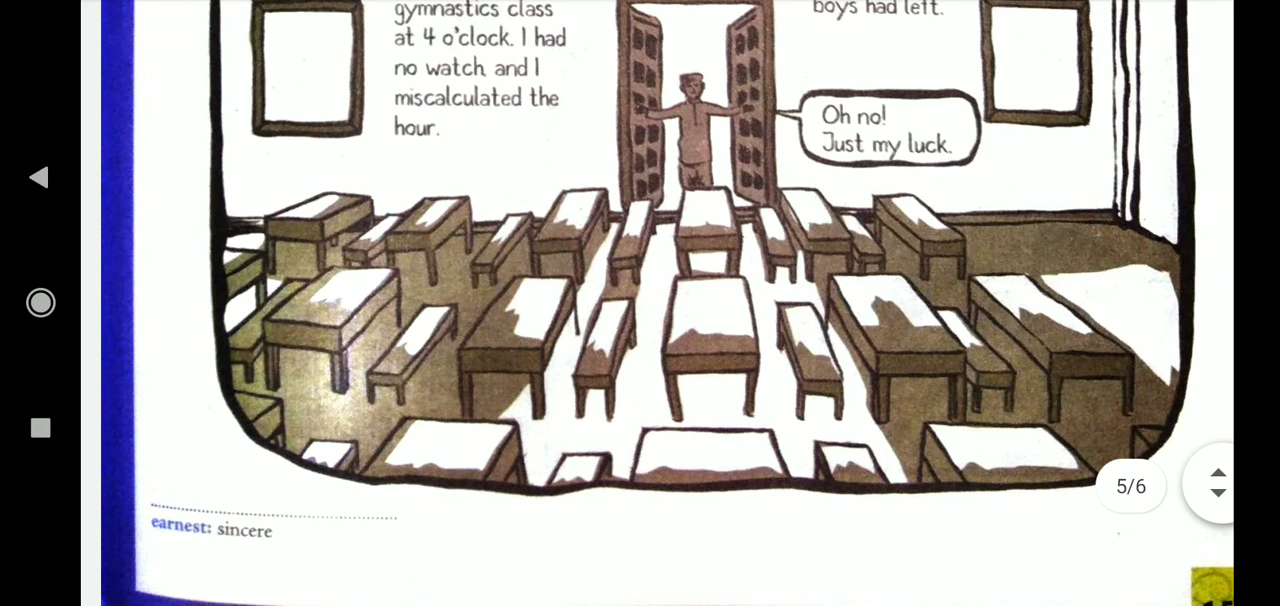 gymnastics class
at 4 o'clock. I had
no watch and I
miscalculated the
hour.
boys had left.
Oh no!
Just my luck.
5/6
earnest: sincere